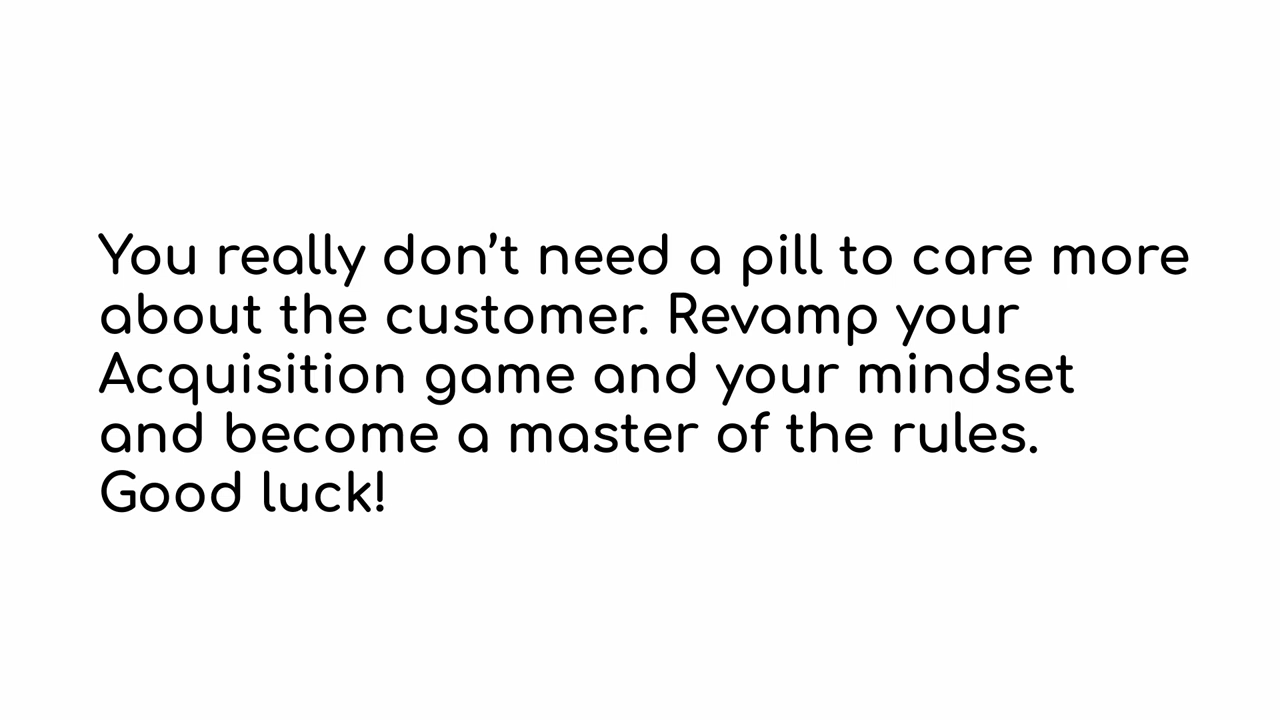 You really don’t need a pill to care more
about the customer. Revamp your
Acquisition game and your mindset
and become a master of the rules.
Good luck!